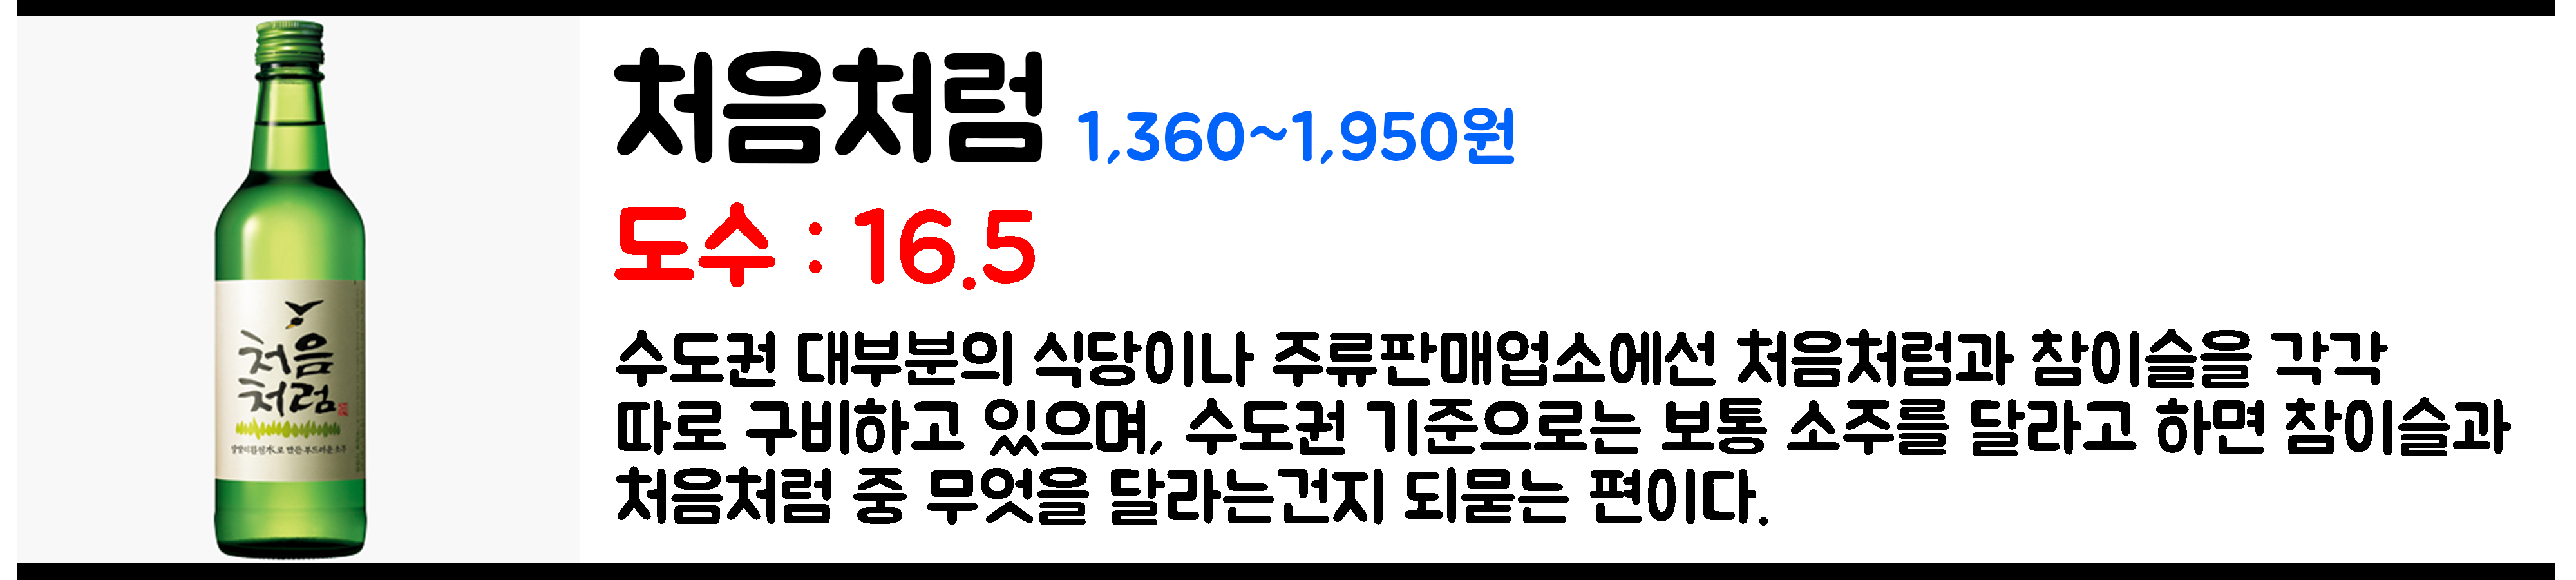 처음처럼 1,360~1,950원
도수 : 16.5
수도권 대부분의 식당이나 주류판매업소에선 처음처럼과 참이슬을 각각
따로 구비하고 있으며, 수도권 기준으로는 보통 소주를 달라고 하면 참이슬과
처음처럼 중 무엇을 달라는건지 되묻는 편이다.
처음
처럼